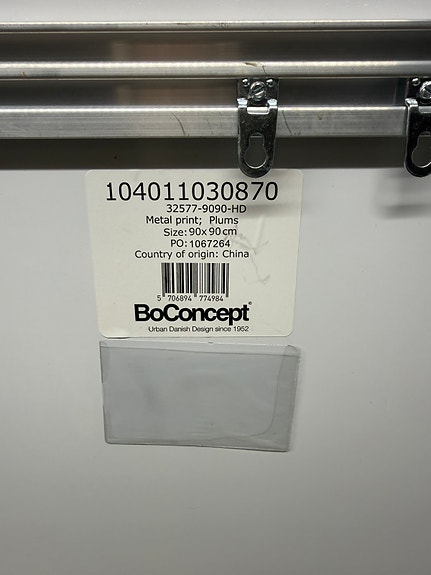 104011030870
32577-9090-HD
Metal print; Plums
Size: 90x90cm
PO: 1067264
Country of origin: China
5 706894 774984
BoConcept®
Urban Danish Design since 1952